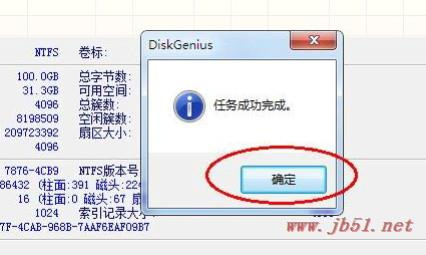 DiskGenius
NTFS 卷标:
100.0GB 总字节数:
31.3GB 可用空间:
4096 总簇数:
8198509 空闲簇数:
209723392 扇区大小:
4096
任务成功完成。
确定
7876-4CB9 NTFS版本号
86432 (柱面:391 磁头:224
16 (柱面:0 磁头:67 扇
1024 索引记录大小:
7F-4CAB-968B-7AAF6EAF09B7
www.jb51.net